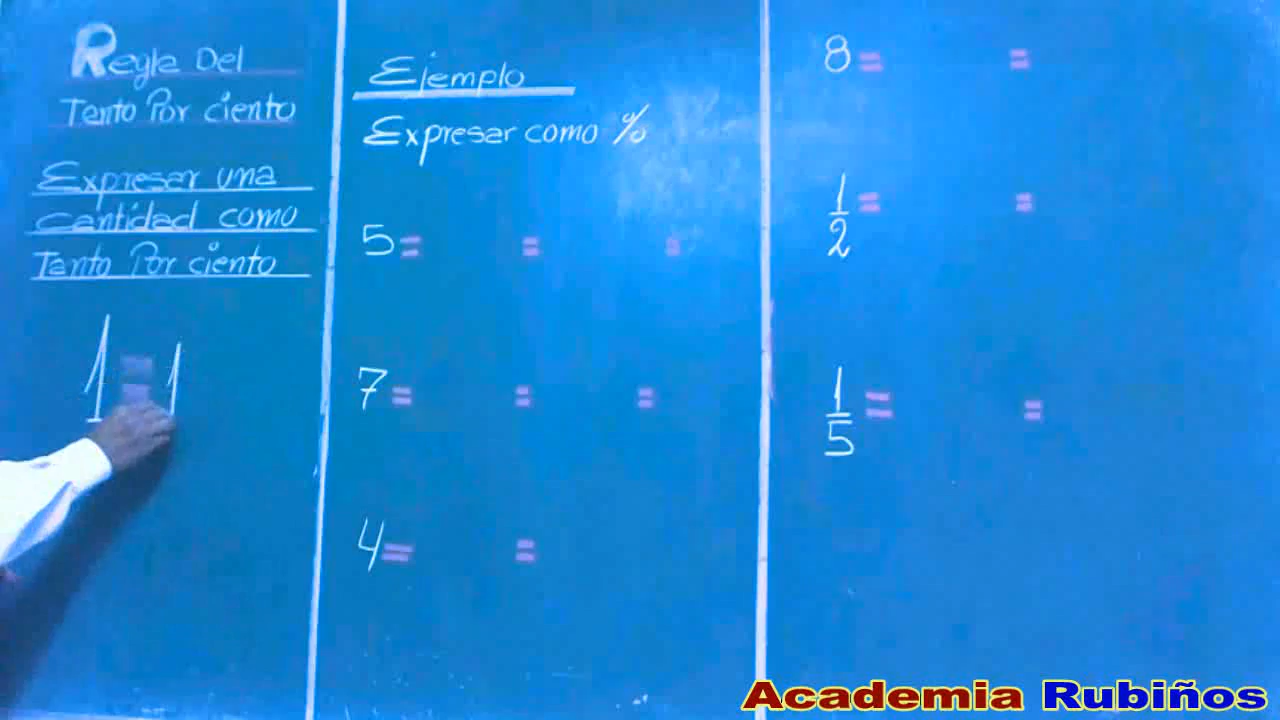 Regla Del
Tanto Por ciento
Expresar una
cantidad como
Tanto Por ciento
1 = 1
Ejemplo
Expresar como %
5 = = =
7 = = =
4 = =
8 = =
1/2 = =
1/5 = =
Academia Rubiños